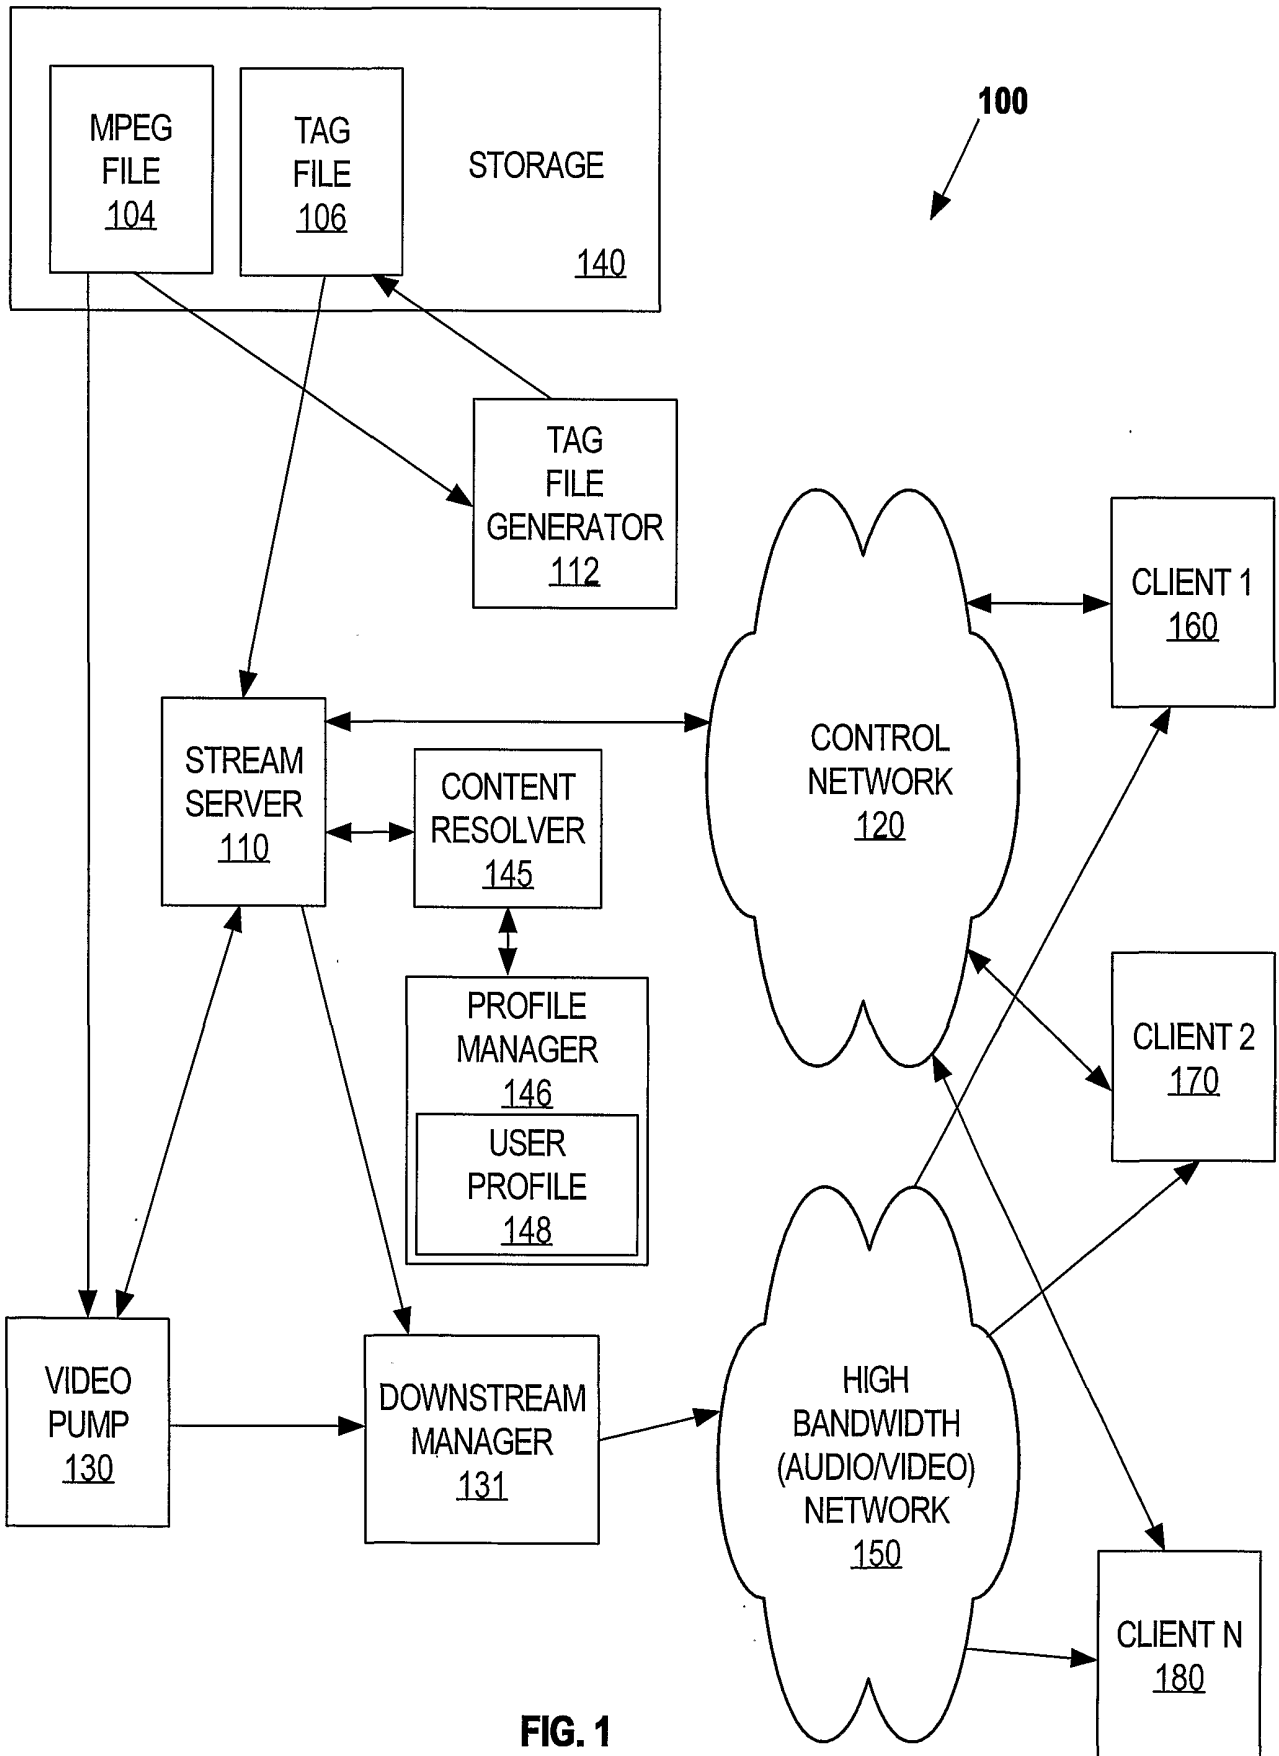 MPEG
FILE
104
TAG
FILE
106
STORAGE
140
100
TAG
FILE
GENERATOR
112
CLIENT 1
160
STREAM
SERVER
110
CONTENT
RESOLVER
145
CONTROL
NETWORK
120
PROFILE
MANAGER
146
USER
PROFILE
148
CLIENT 2
170
VIDEO
PUMP
130
DOWNSTREAM
MANAGER
131
HIGH
BANDWIDTH
(AUDIO/VIDEO)
NETWORK
150
CLIENT N
180
FIG. 1